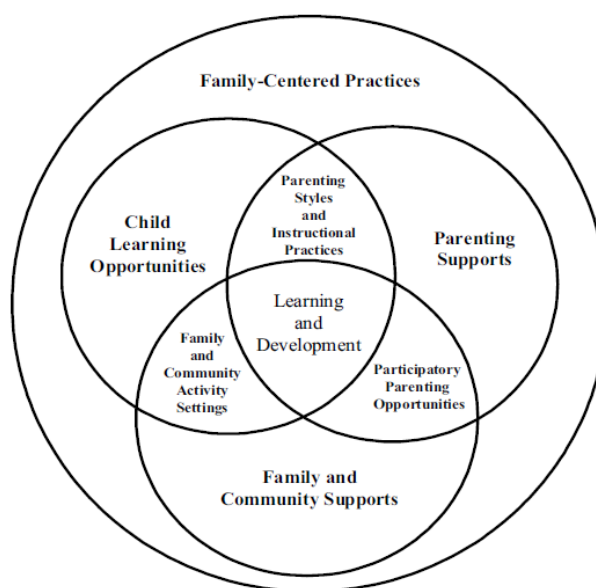 Family-Centered Practices
Parenting
Styles
and
Instructional
Practices
Child
Learning
Opportunities
Parenting
Supports
Learning
and
Development
Family
and
Community
Activity
Settings
Participatory
Parenting
Opportunities
Family and
Community Supports